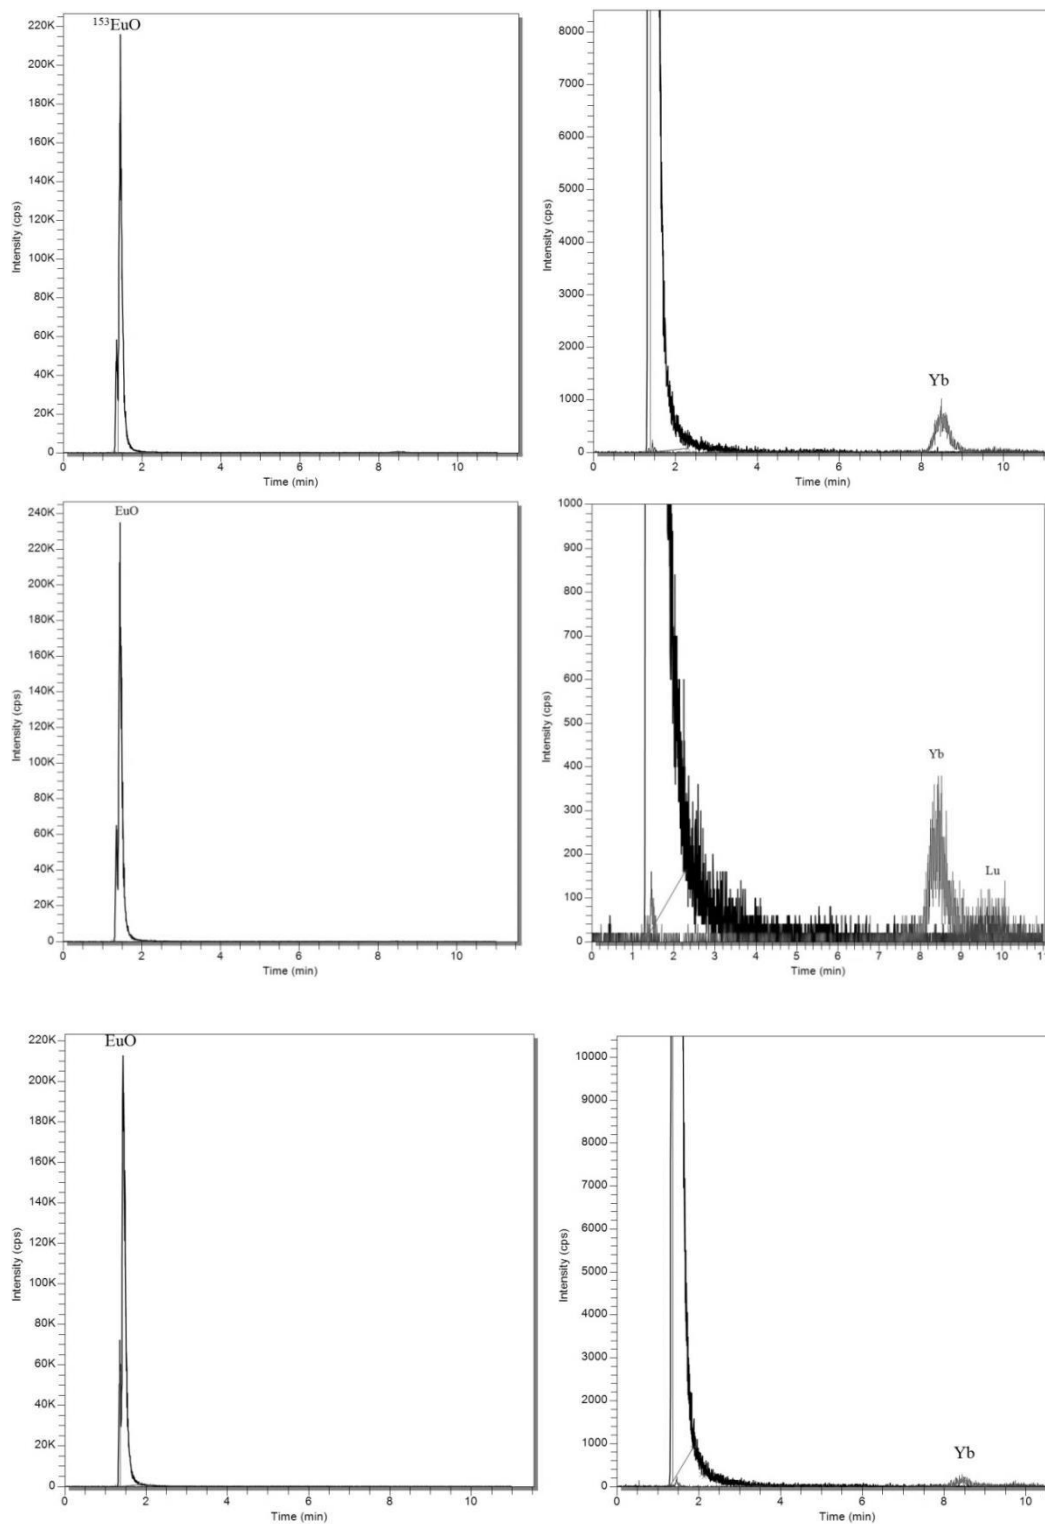 ¹⁵³EuO
220K
200K
180K
160K
140K
120K
100K
80K
60K
40K
20K
0
Intensity (cps)
0 2 4 6 8 10
Time (min)
8000
7000
6000
5000
4000
3000
2000
1000
0
Intensity (cps)
Yb
0 2 4 6 8 10
Time (min)
EuO
240K
220K
200K
180K
160K
140K
120K
100K
80K
60K
40K
20K
0
Intensity (cps)
0 2 4 6 8 10
Time (min)
1000
900
800
700
600
500
400
300
200
100
0
Intensity (cps)
Yb
Lu
0 1 2 3 4 5 6 7 8 9 10 11
Time (min)
EuO
220K
200K
180K
160K
140K
120K
100K
80K
60K
40K
20K
0
Intensity (cps)
0 2 4 6 8 10
Time (min)
10000
9000
8000
7000
6000
5000
4000
3000
2000
1000
0
Intensity (cps)
Yb
0 2 4 6 8 10
Time (min)